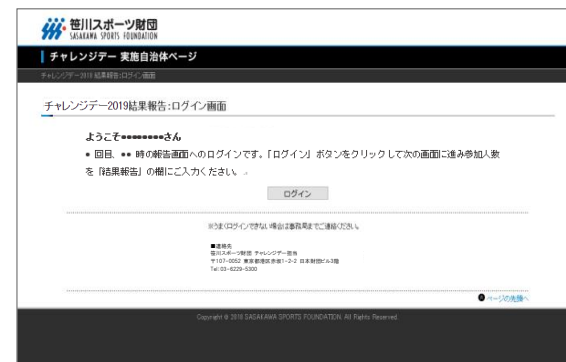 笹川スポーツ財団
SASAKAWA SPORTS FOUNDATION
チャレンジデー 実施自治体ページ
チャレンジデー2019 結果報告:ログイン画面
チャレンジデー2019結果報告:ログイン画面
ようこそ●●●●●●●●さん
● 回目、●● 時の報告画面へのログインです。「ログイン」ボタンをクリックして次の画面に進み参加人数
を「結果報告」の欄にご入力ください。
ログイン
※うまくログインできない場合は事務局までご連絡ください。
■連絡先
笹川スポーツ財団 チャレンジデー担当
〒107-0052 東京都港区赤坂1-2-2 日本財団ビル3階
Tel:03-6229-5300
ページの先頭へ
Copyright © 2018 SASAKAWA SPORTS FOUNDATION. All Rights Reserved.